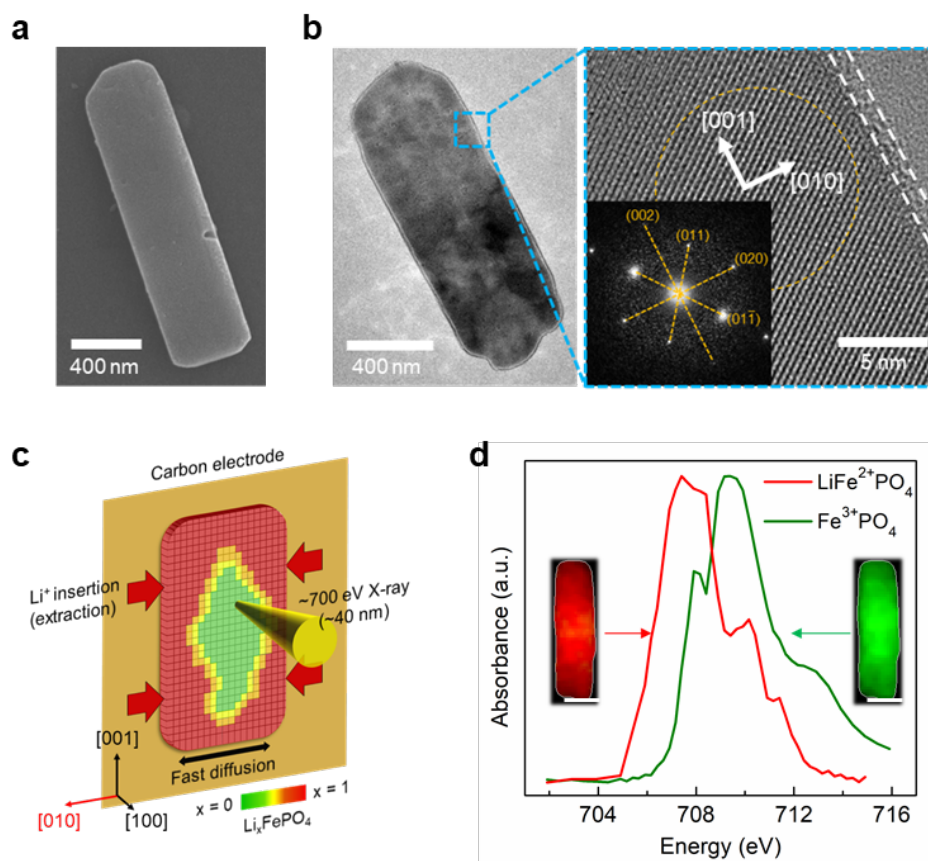 a
400 nm
b
400 nm
[001]
[010]
(002)
(011)
(020)
(011̄)
5 nm
c
Carbon electrode
Li⁺ insertion
(extraction)
~700 eV X-ray
(~40 nm)
[001]
[010]
[100]
Fast diffusion
x = 0
x = 1
LiₓFePO₄
d
LiFe²⁺PO₄
Fe³⁺PO₄
Absorbance (a.u.)
704
708
712
716
Energy (eV)